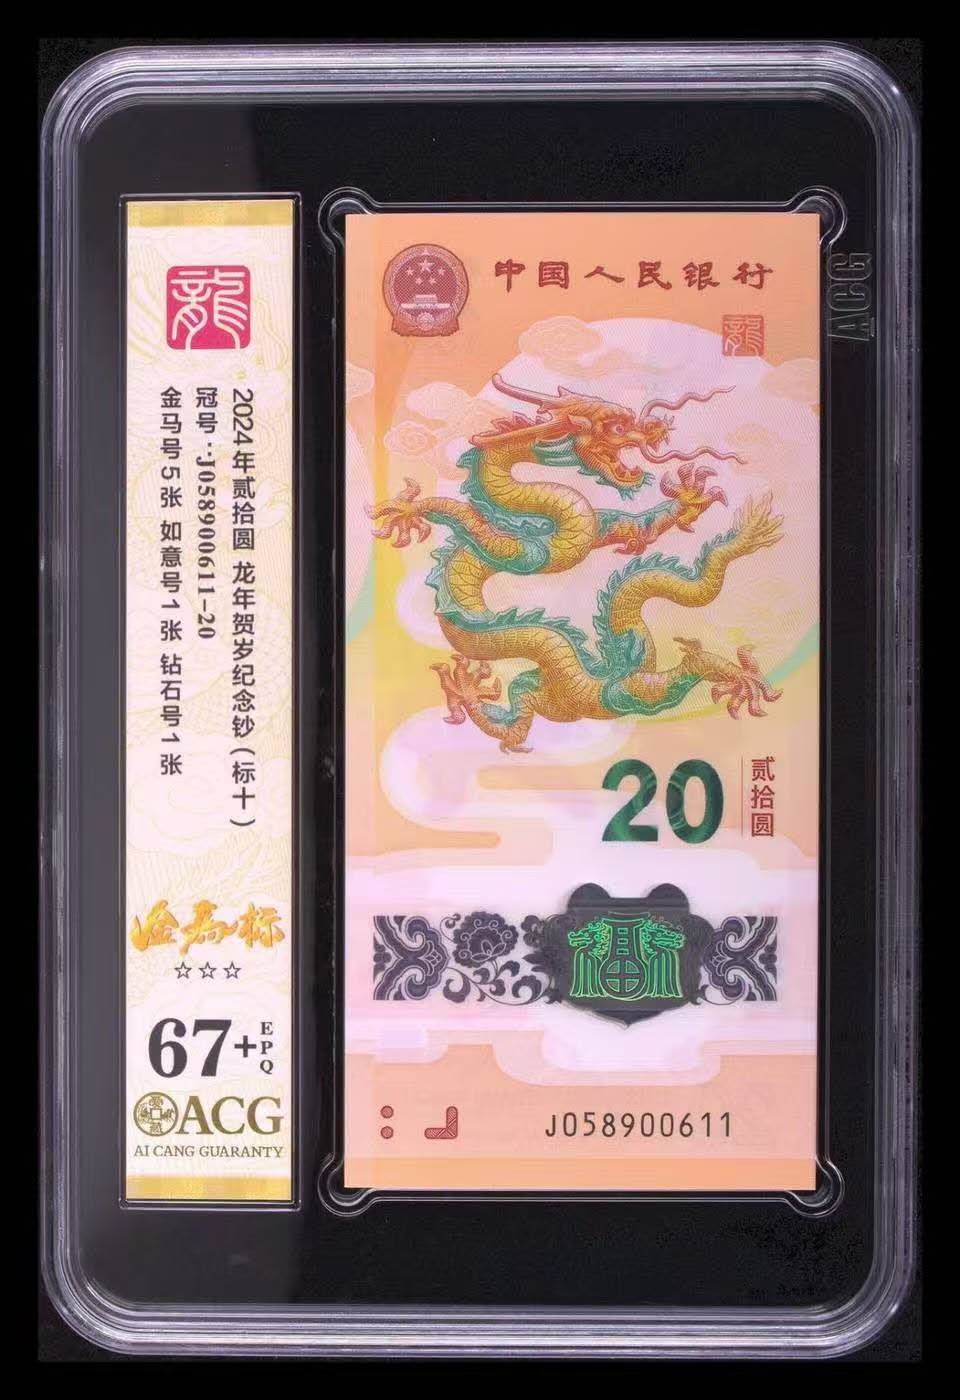 龍
2024年贰拾圆 龙年贺岁纪念钞(标十)
冠号·J058900611-20
金马号5张 如意号1张 钻石号1张
金马标
☆☆☆
67+EPQ
ACG
AI CANG GUARANTY
中国人民银行
龍
20
贰拾圆
福
J058900611
ACG